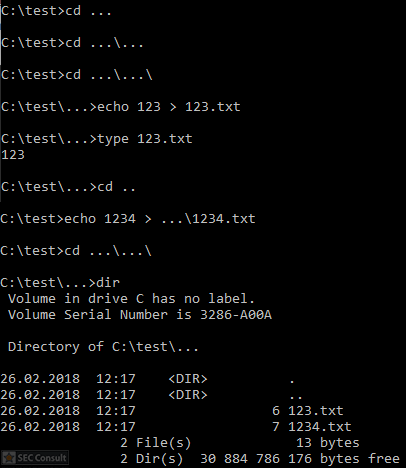 C:\test>cd ...
C:\test>cd ...\...
C:\test>cd ...\...\
C:\test\...>echo 123 > 123.txt
C:\test\...>type 123.txt
123
C:\test\...>cd ..
C:\test>echo 1234 > ...\1234.txt
C:\test>cd ...\...\
C:\test\...>dir
Volume in drive C has no label.
Volume Serial Number is 3286-A00A
Directory of C:\test\...
26.02.2018  12:17    <DIR>          .
26.02.2018  12:17    <DIR>          ..
26.02.2018  12:17                 6 123.txt
26.02.2018  12:17                 7 1234.txt
2 File(s)             13 bytes
2 Dir(s)  30 884 786 176 bytes free
SEC Consult